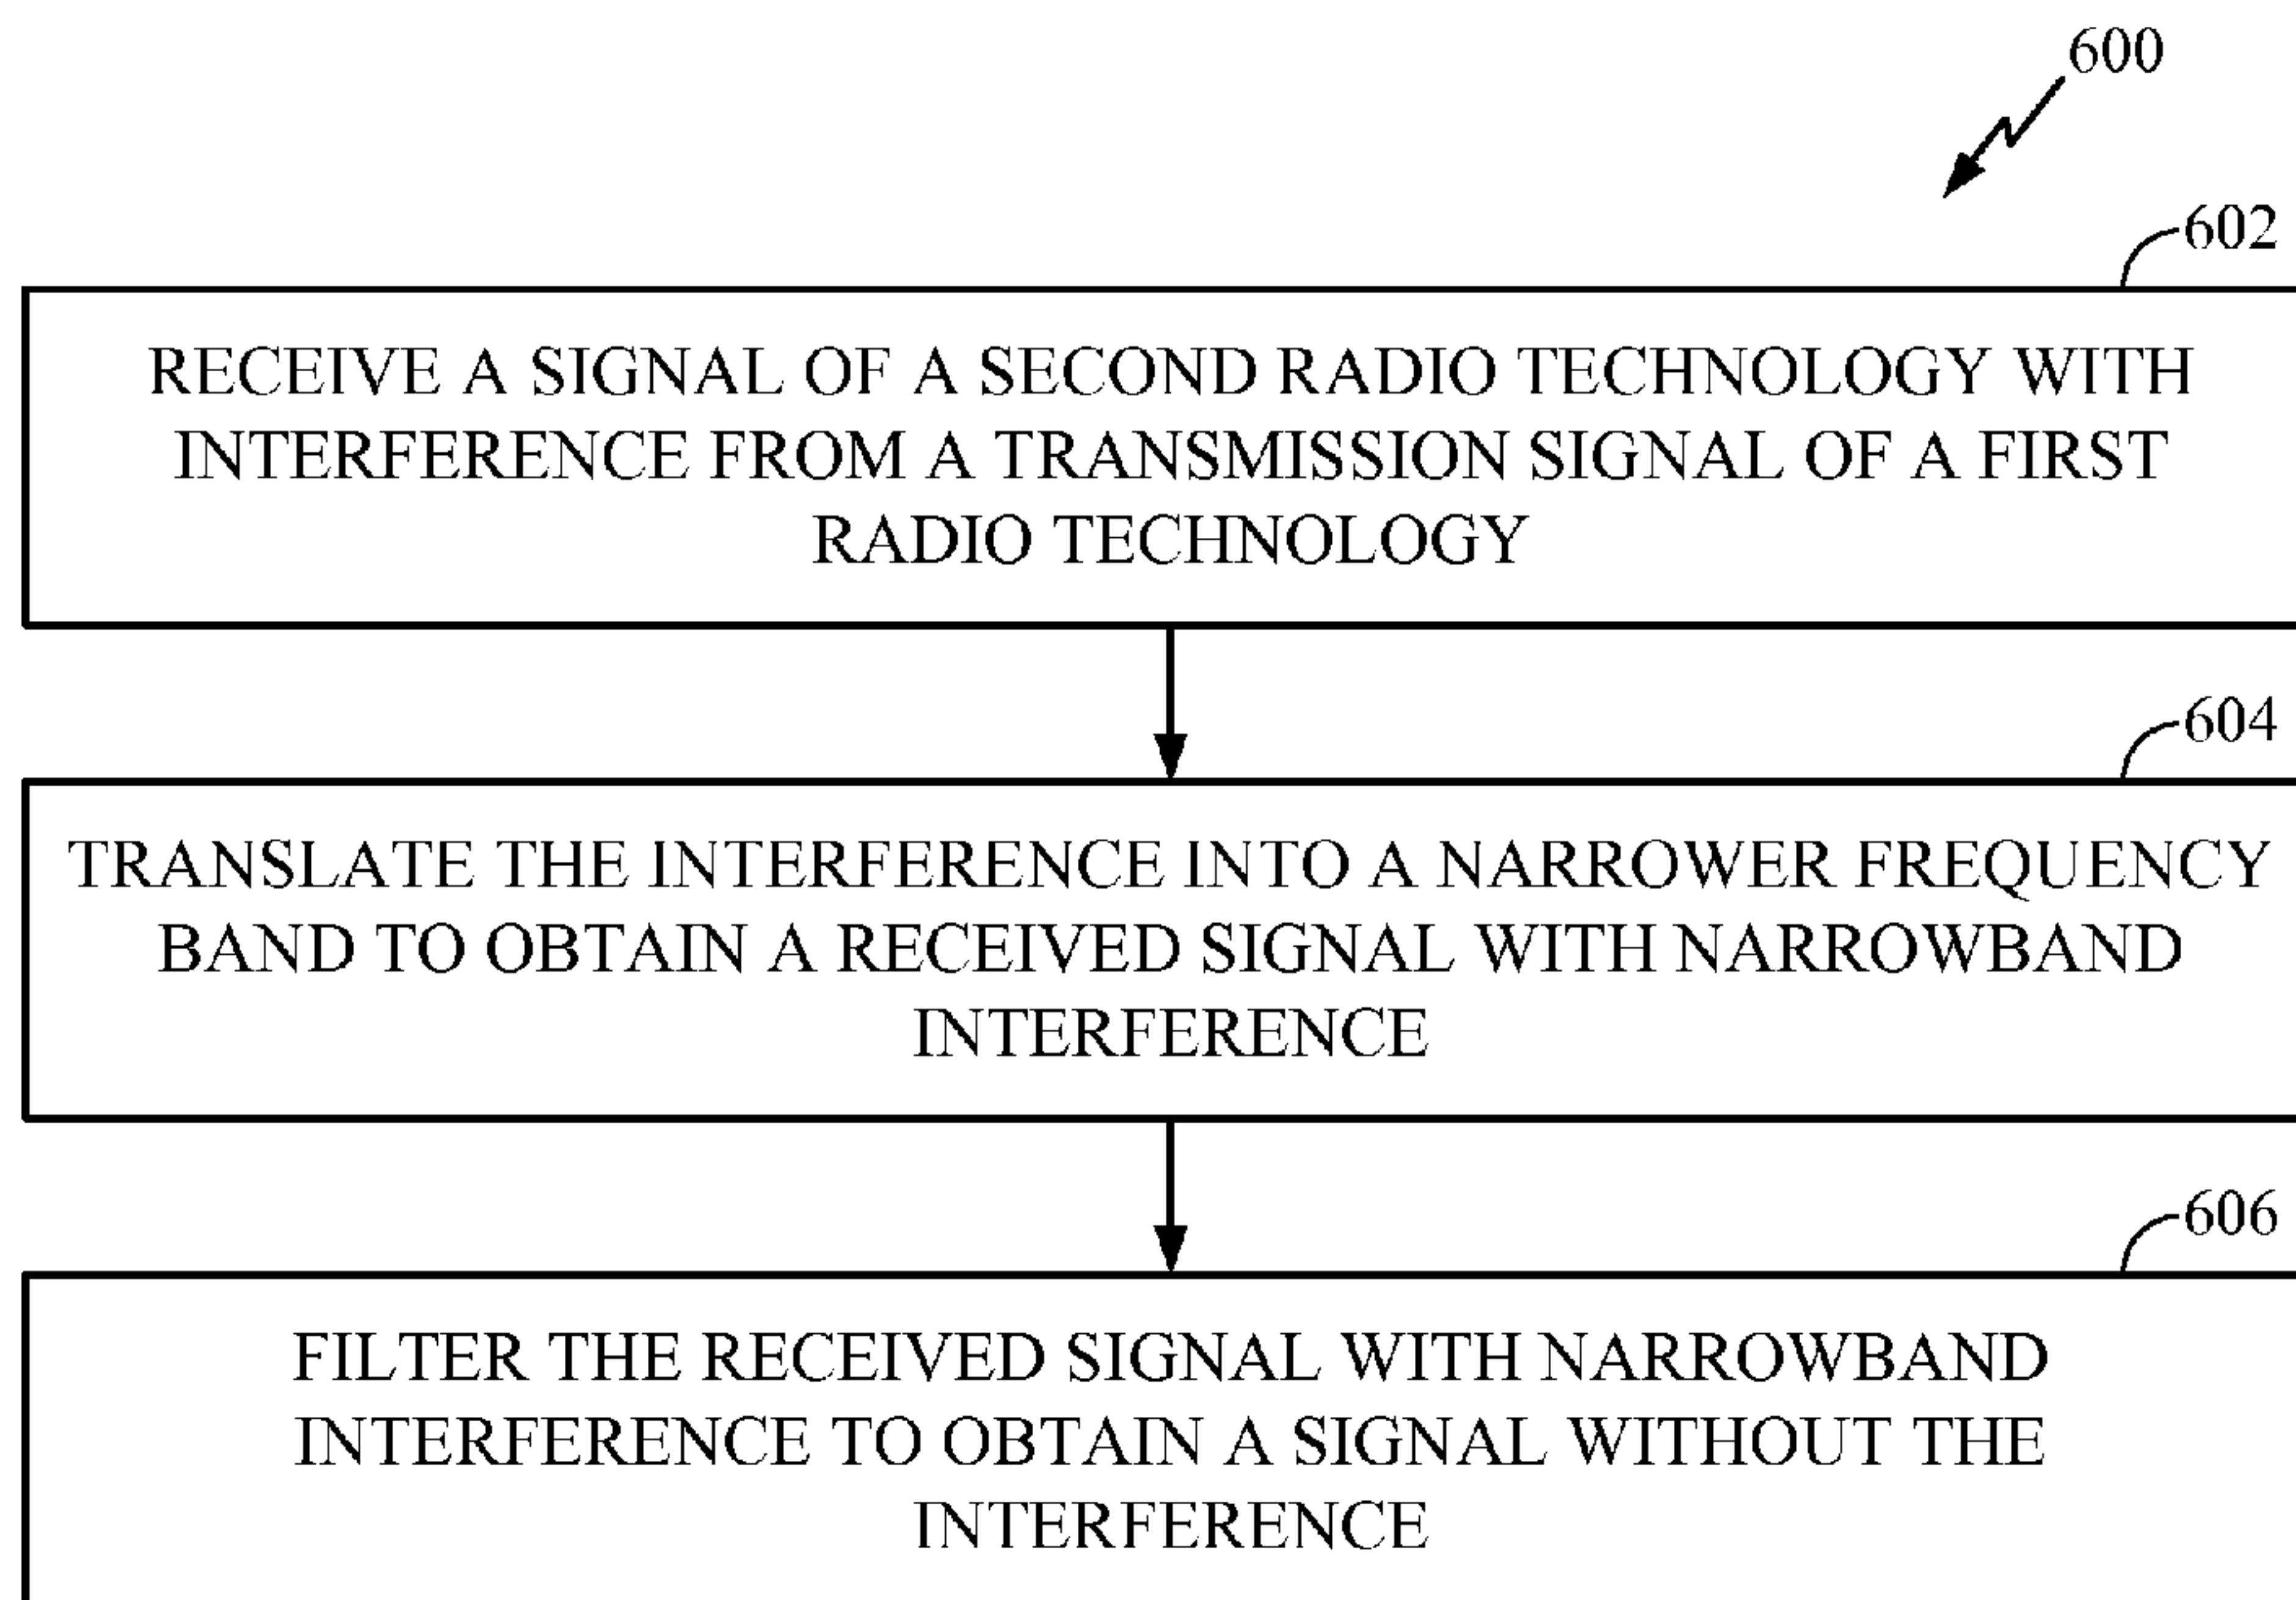 600
602
RECEIVE A SIGNAL OF A SECOND RADIO TECHNOLOGY WITH
INTERFERENCE FROM A TRANSMISSION SIGNAL OF A FIRST
RADIO TECHNOLOGY
604
TRANSLATE THE INTERFERENCE INTO A NARROWER FREQUENCY
BAND TO OBTAIN A RECEIVED SIGNAL WITH NARROWBAND
INTERFERENCE
606
FILTER THE RECEIVED SIGNAL WITH NARROWBAND
INTERFERENCE TO OBTAIN A SIGNAL WITHOUT THE
INTERFERENCE